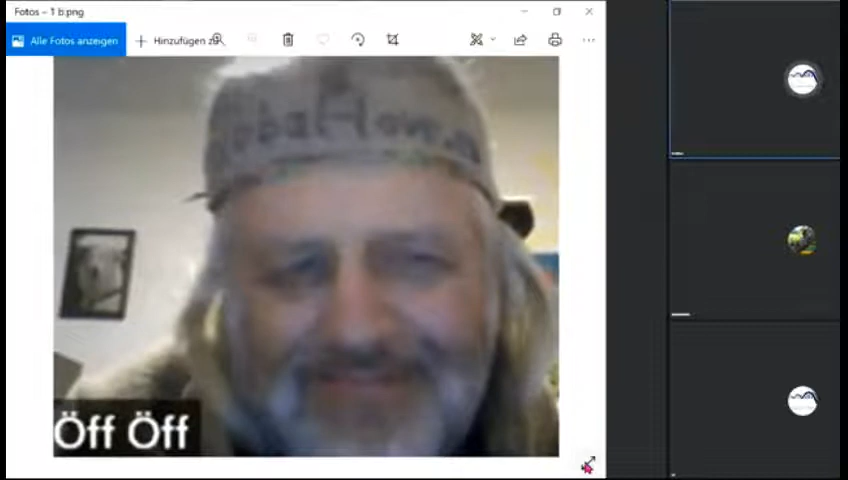 Fotos – 1 b.png
Alle Fotos anzeigen
Hinzufügen zu
Öff Öff